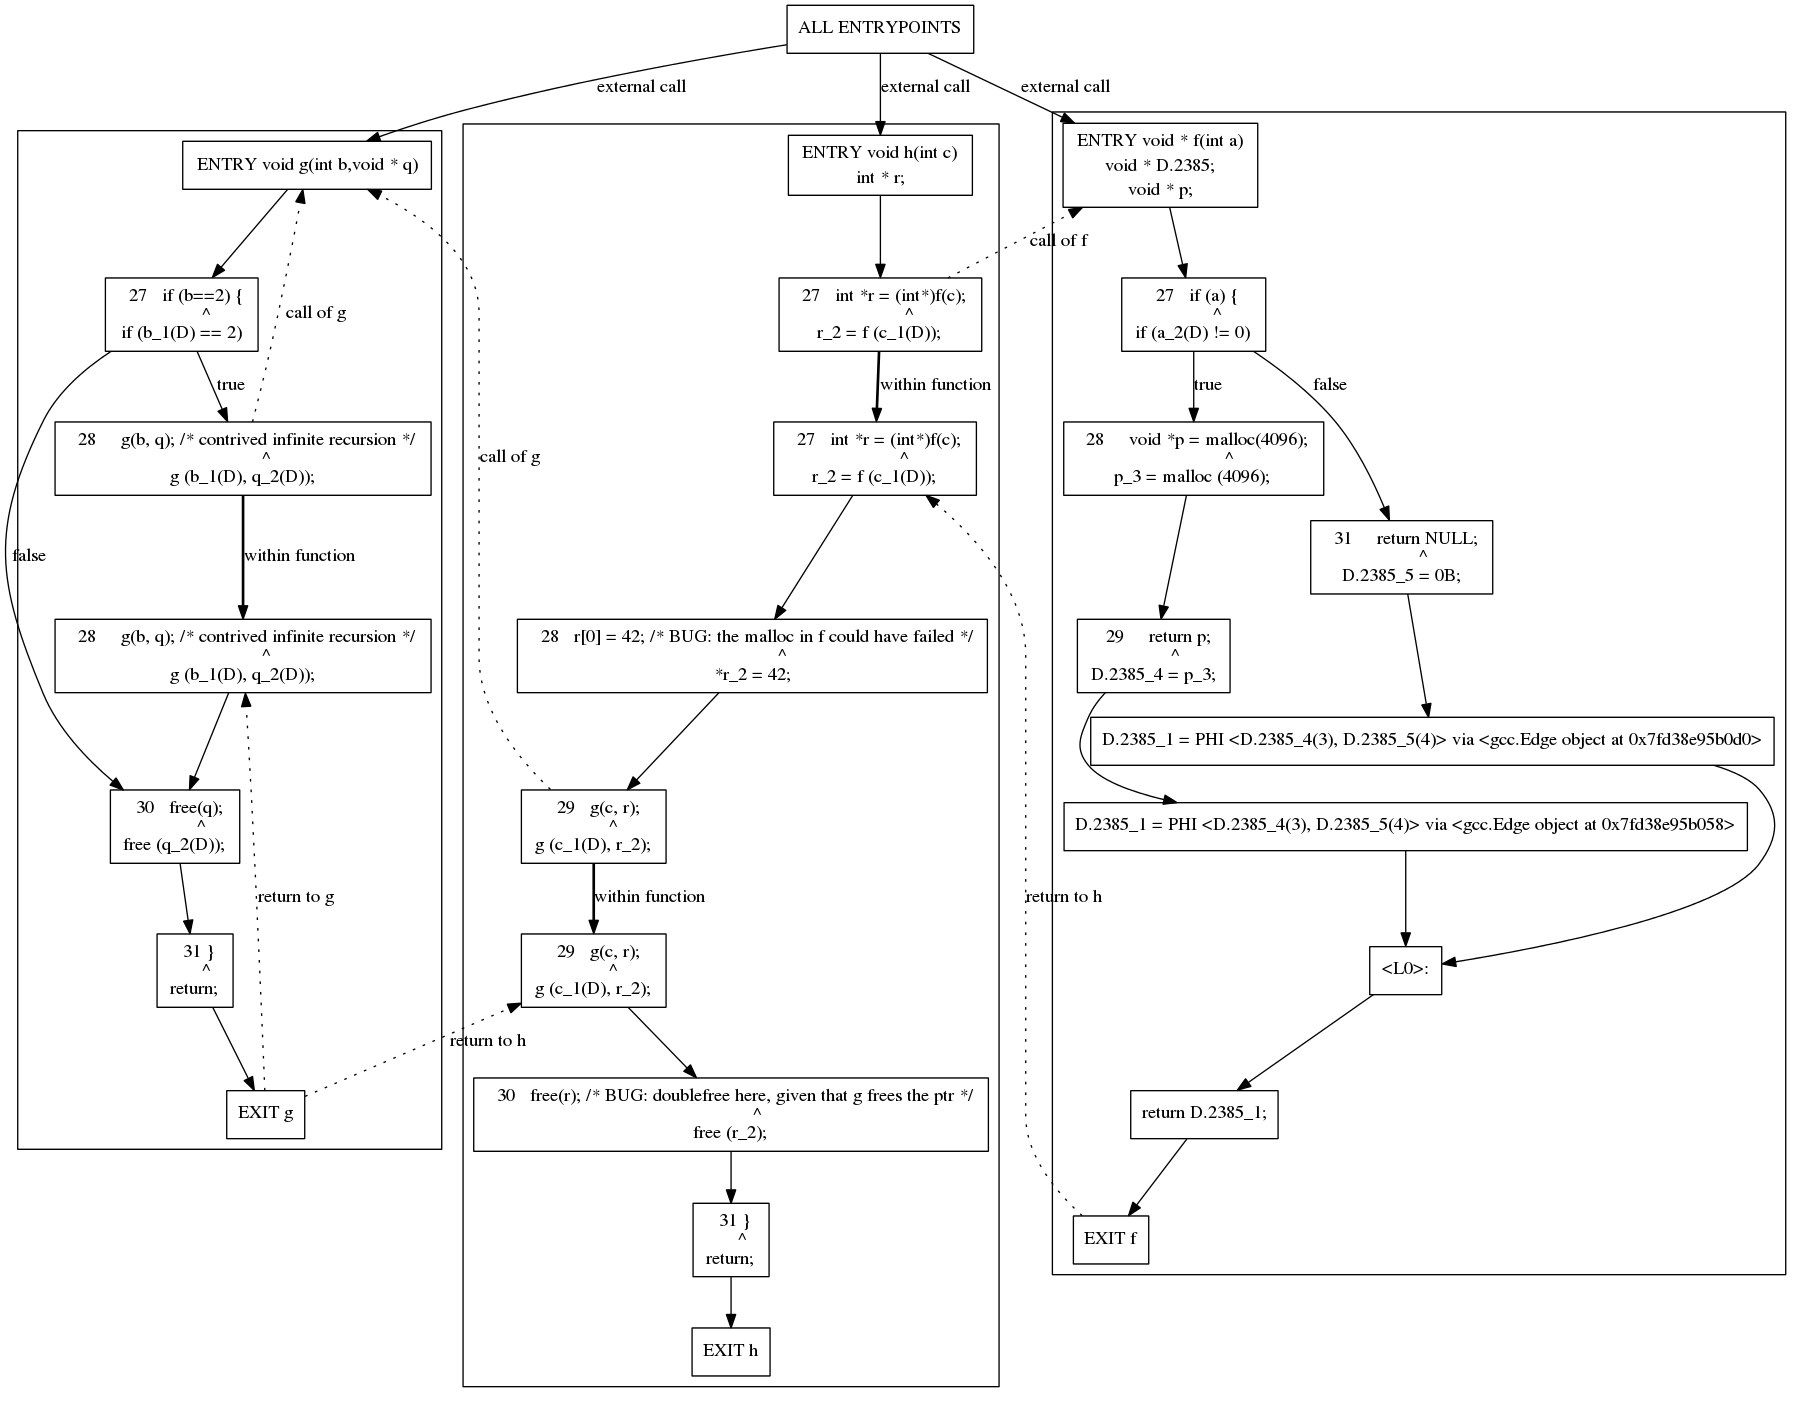 ALL ENTRYPOINTS
external call
external call
external call
ENTRY void g(int b,void * q)
27 if (b==2) {
^
if (b_1(D) == 2)
call of g
true
false
28 g(b, q); /* contrived infinite recursion */
^
g (b_1(D), q_2(D));
within function
28 g(b, q); /* contrived infinite recursion */
^
g (b_1(D), q_2(D));
30 free(q);
^
free (q_2(D));
return to g
31 }
^
return;
EXIT g
call of g
return to h
ENTRY void h(int c)
int * r;
27 int *r = (int*)f(c);
^
r_2 = f (c_1(D));
call of f
within function
27 int *r = (int*)f(c);
^
r_2 = f (c_1(D));
28 r[0] = 42; /* BUG: the malloc in f could have failed */
^
*r_2 = 42;
29 g(c, r);
^
g (c_1(D), r_2);
within function
29 g(c, r);
^
g (c_1(D), r_2);
30 free(r); /* BUG: doublefree here, given that g frees the ptr */
^
free (r_2);
31 }
^
return;
EXIT h
return to h
ENTRY void * f(int a)
void * D.2385;
void * p;
27 if (a) {
^
if (a_2(D) != 0)
true
false
28 void *p = malloc(4096);
^
p_3 = malloc (4096);
31 return NULL;
^
D.2385_5 = 0B;
29 return p;
^
D.2385_4 = p_3;
D.2385_1 = PHI <D.2385_4(3), D.2385_5(4)> via <gcc.Edge object at 0x7fd38e95b0d0>
D.2385_1 = PHI <D.2385_4(3), D.2385_5(4)> via <gcc.Edge object at 0x7fd38e95b058>
<L0>:
return D.2385_1;
EXIT f